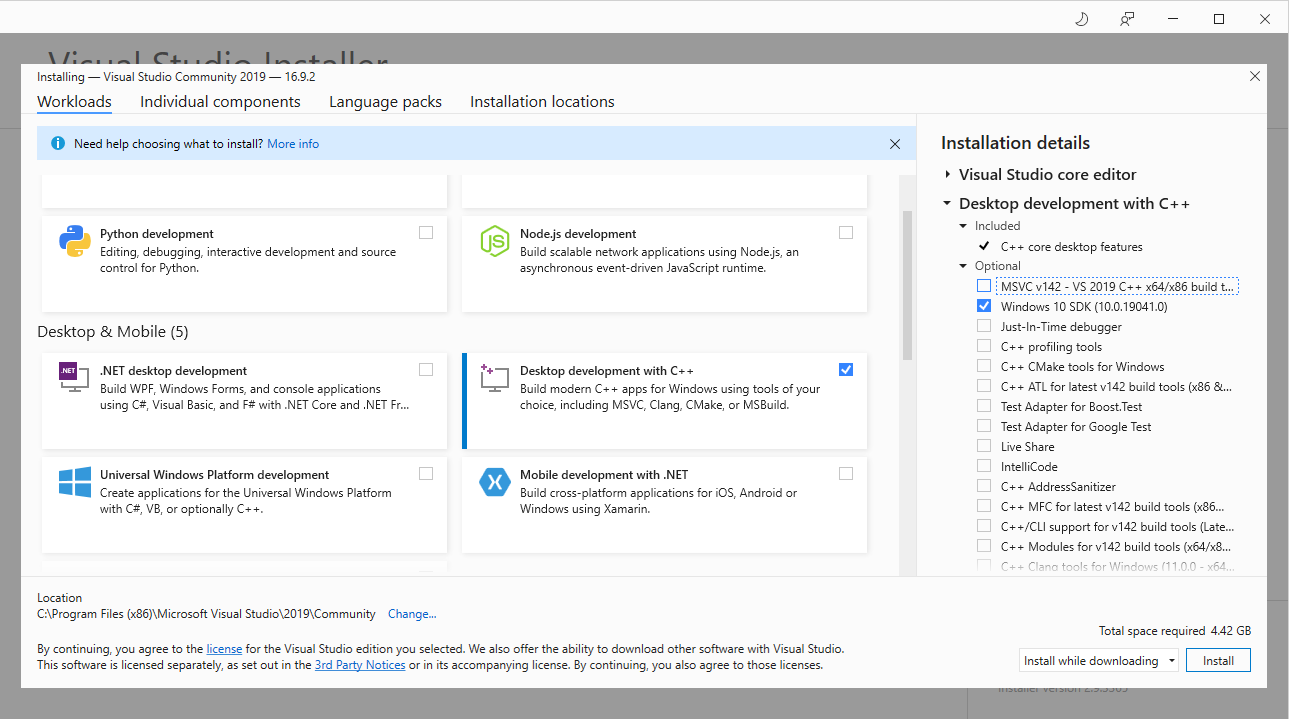 Visual Studio Installer
Installing — Visual Studio Community 2019 — 16.9.2
Workloads
Individual components
Language packs
Installation locations
Need help choosing what to install? More info
Python development
Editing, debugging, interactive development and source
control for Python.
Node.js development
Build scalable network applications using Node.js, an
asynchronous event-driven JavaScript runtime.
Desktop & Mobile (5)
.NET
.NET desktop development
Build WPF, Windows Forms, and console applications
using C#, Visual Basic, and F# with .NET Core and .NET Fr...
Desktop development with C++
Build modern C++ apps for Windows using tools of your
choice, including MSVC, Clang, CMake, or MSBuild.
Universal Windows Platform development
Create applications for the Universal Windows Platform
with C#, VB, or optionally C++.
Mobile development with .NET
Build cross-platform applications for iOS, Android or
Windows using Xamarin.
Installation details
Visual Studio core editor
Desktop development with C++
Included
C++ core desktop features
Optional
MSVC v142 - VS 2019 C++ x64/x86 build t...
Windows 10 SDK (10.0.19041.0)
Just-In-Time debugger
C++ profiling tools
C++ CMake tools for Windows
C++ ATL for latest v142 build tools (x86 &...
Test Adapter for Boost.Test
Test Adapter for Google Test
Live Share
IntelliCode
C++ AddressSanitizer
C++ MFC for latest v142 build tools (x86...
C++/CLI support for v142 build tools (Late...
C++ Modules for v142 build tools (x64/x8...
C++ Clang tools for Windows (11.0.0 - x64...
Location
C:\Program Files (x86)\Microsoft Visual Studio\2019\Community Change...
By continuing, you agree to the license for the Visual Studio edition you selected. We also offer the ability to download other software with Visual Studio.
This software is licensed separately, as set out in the 3rd Party Notices or in its accompanying license. By continuing, you also agree to those licenses.
Total space required 4.42 GB
Install while downloading
Install
Installer version